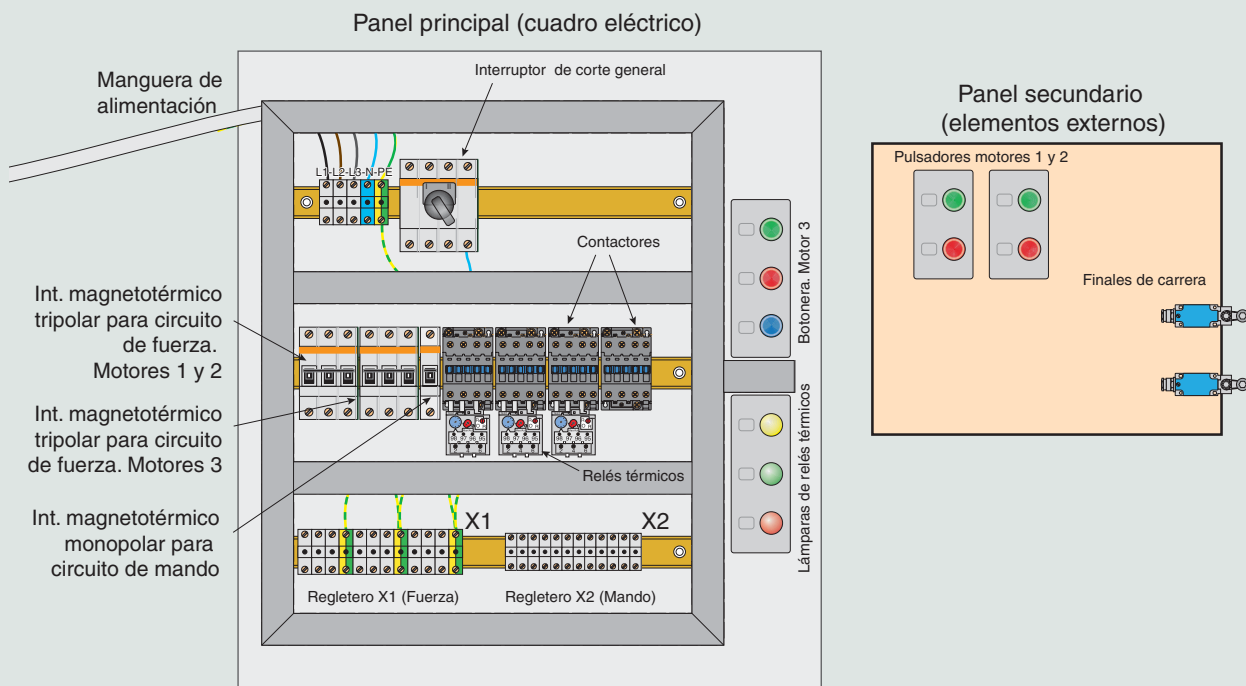 Panel principal (cuadro eléctrico)
Manguera de
alimentación
Interruptor de corte general
L1-L2-L3-N-PE
Contactores
Int. magnetotérmico
tripolar para circuito
de fuerza.
Motores 1 y 2
Int. magnetotérmico
tripolar para circuito
de fuerza. Motores 3
Int. magnetotérmico
monopolar para
circuito de mando
Relés térmicos
X1
X2
Regletero X1 (Fuerza)
Regletero X2 (Mando)
Botonera. Motor 3
Lámparas de relés térmicos
Panel secundario
(elementos externos)
Pulsadores motores 1 y 2
Finales de carrera